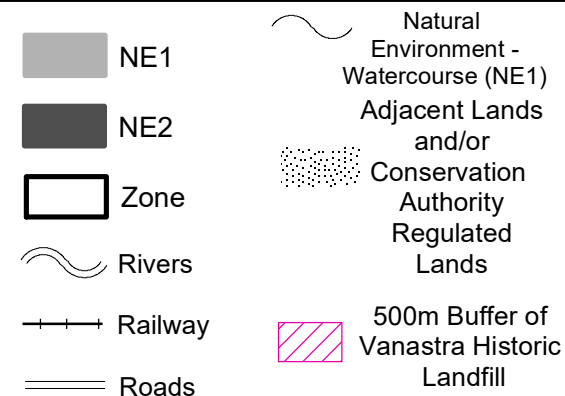 NE1
NE2
Zone
Rivers
Railway
Roads
Natural
Environment -
Watercourse (NE1)
Adjacent Lands
and/or
Conservation
Authority
Regulated
Lands
500m Buffer of
Vanastra Historic
Landfill